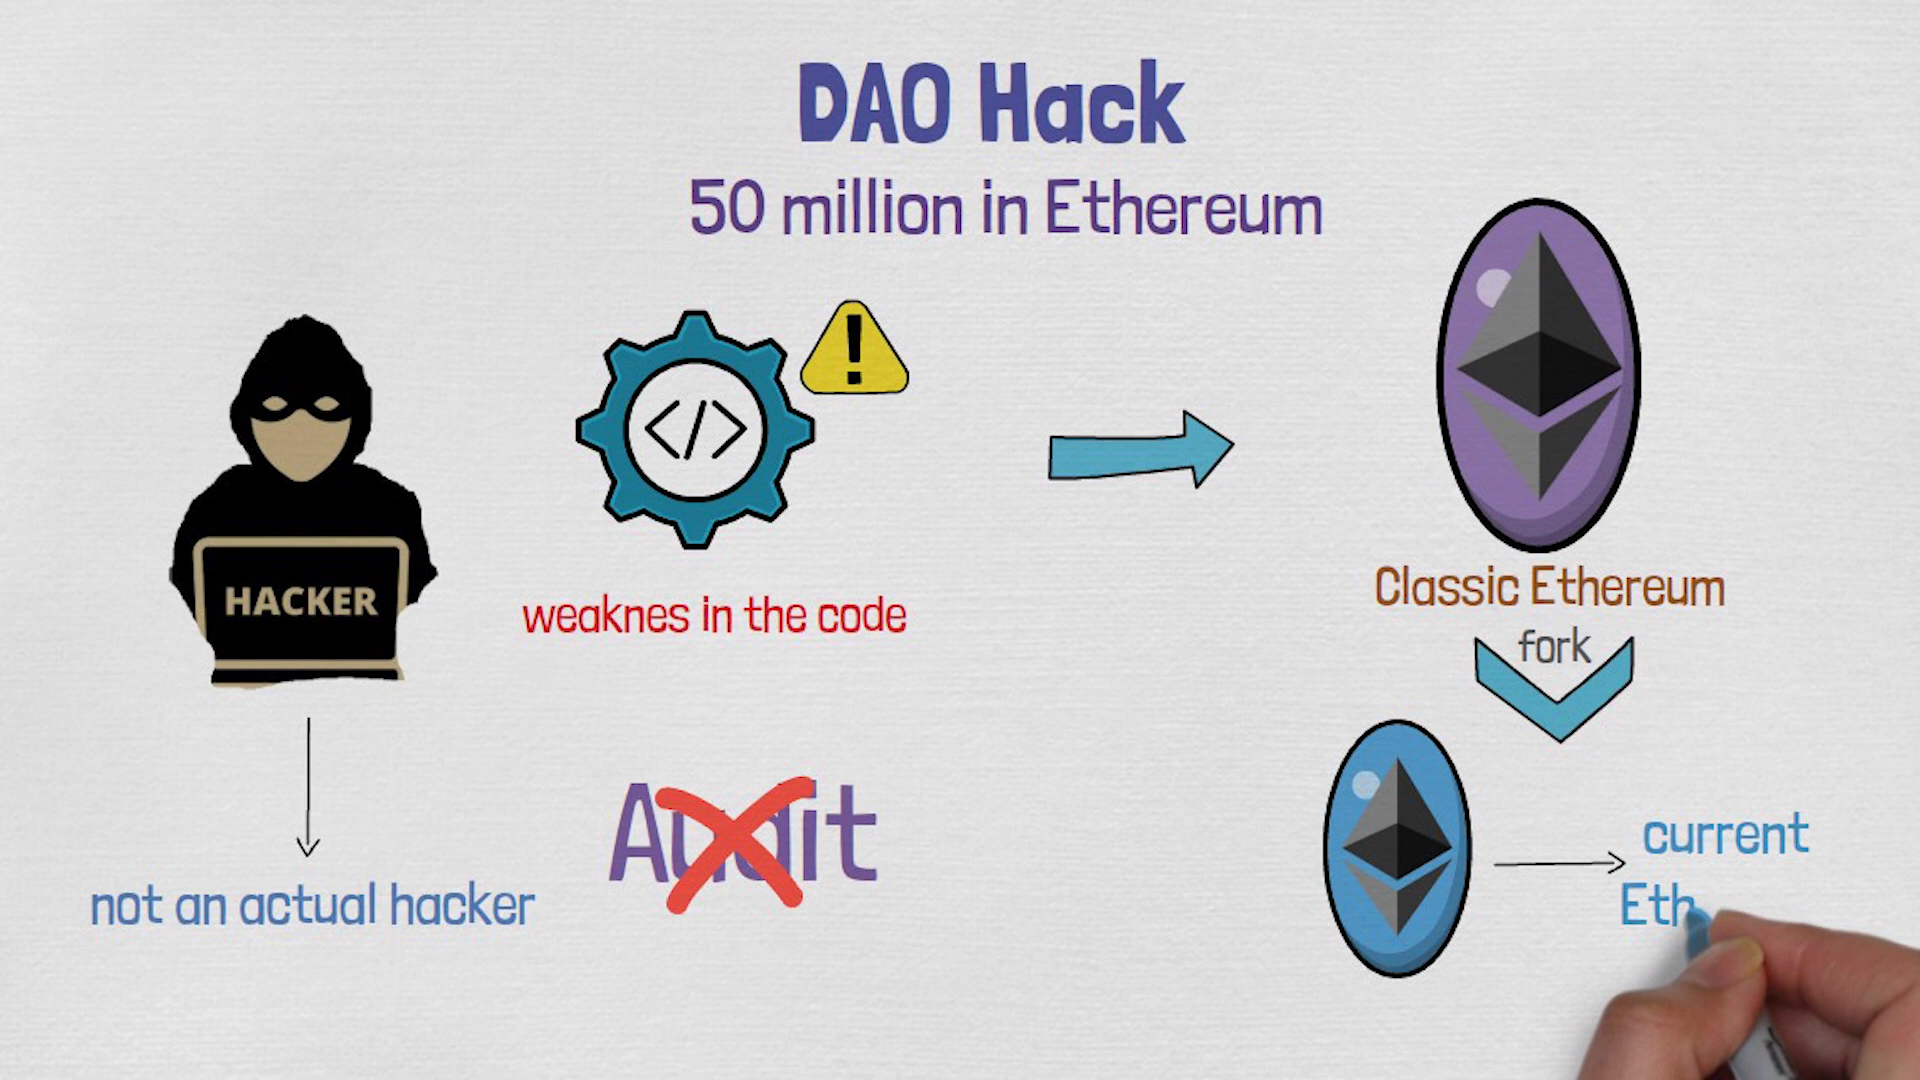 DAO Hack
50 million in Ethereum
HACKER
</>
!
weaknes in the code
Classic Ethereum
fork
not an actual hacker
Audit
current
Eth